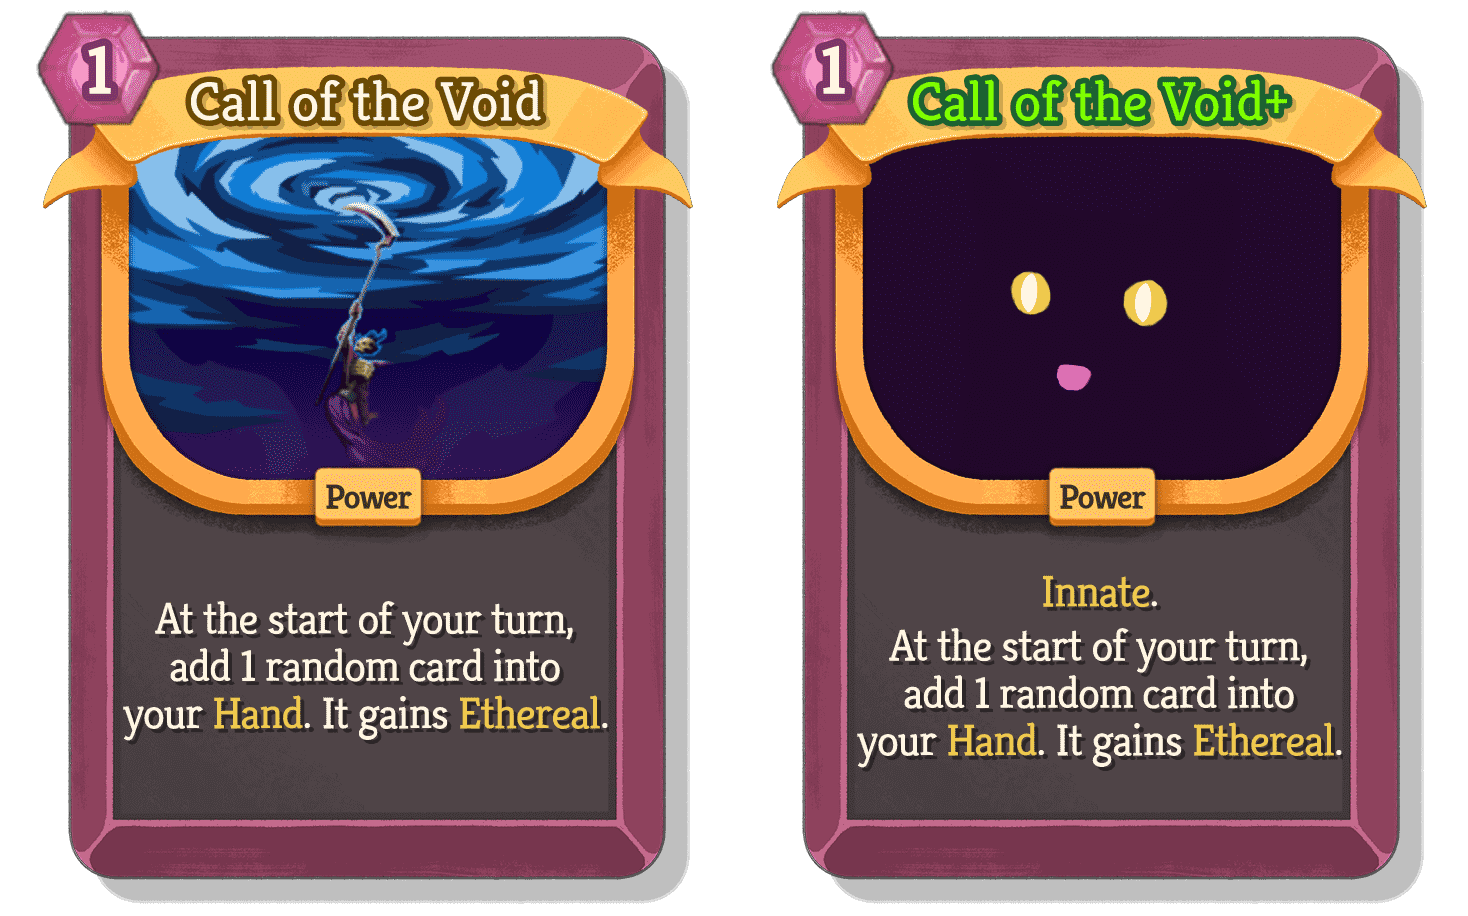 1
Call of the Void
Power
At the start of your turn,
add 1 random card into
your Hand. It gains Ethereal.
1
Call of the Void+
Power
Innate.
At the start of your turn,
add 1 random card into
your Hand. It gains Ethereal.